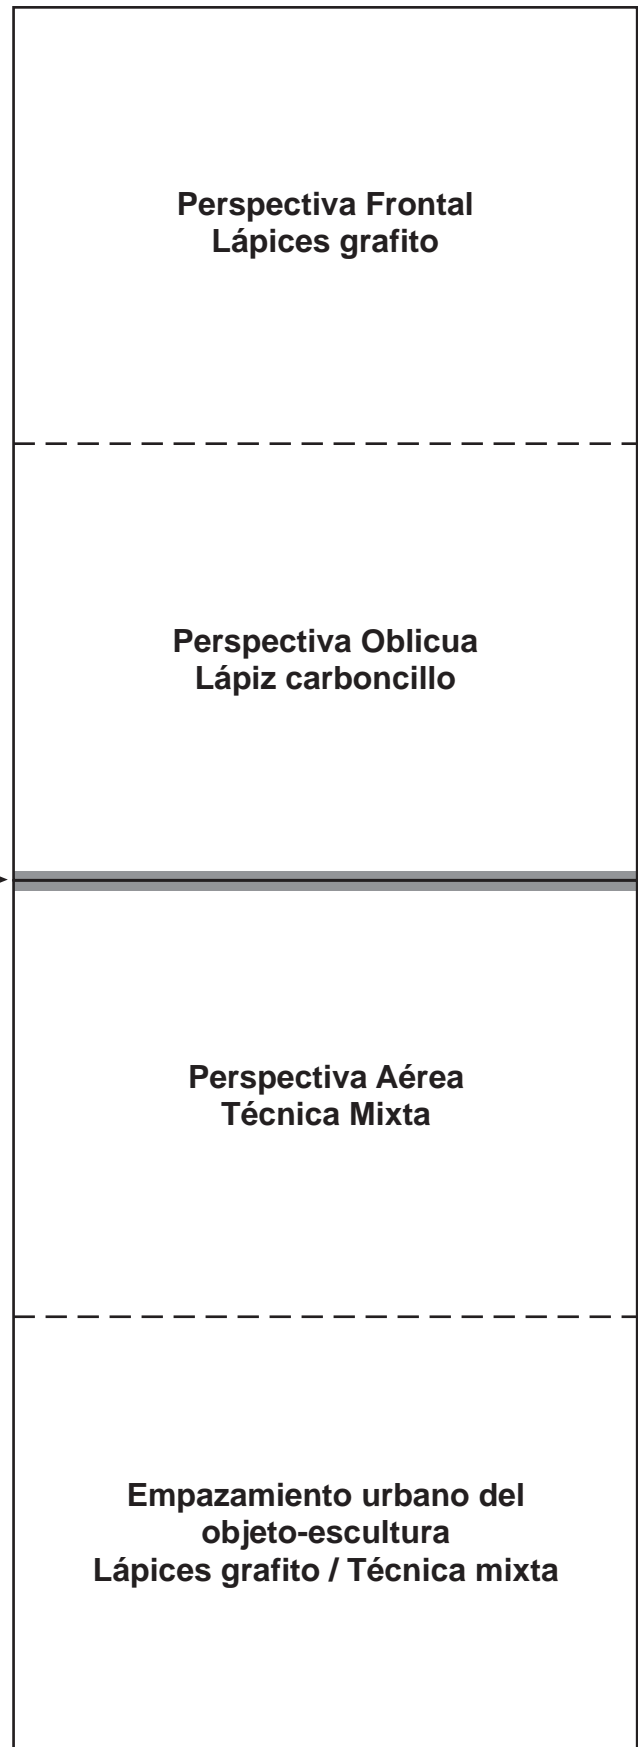 Perspectiva Frontal
Lápices grafito
Perspectiva Oblicua
Lápiz carboncillo
Perspectiva Aérea
Técnica Mixta
Empazamiento urbano del
objeto-escultura
Lápices grafito / Técnica mixta